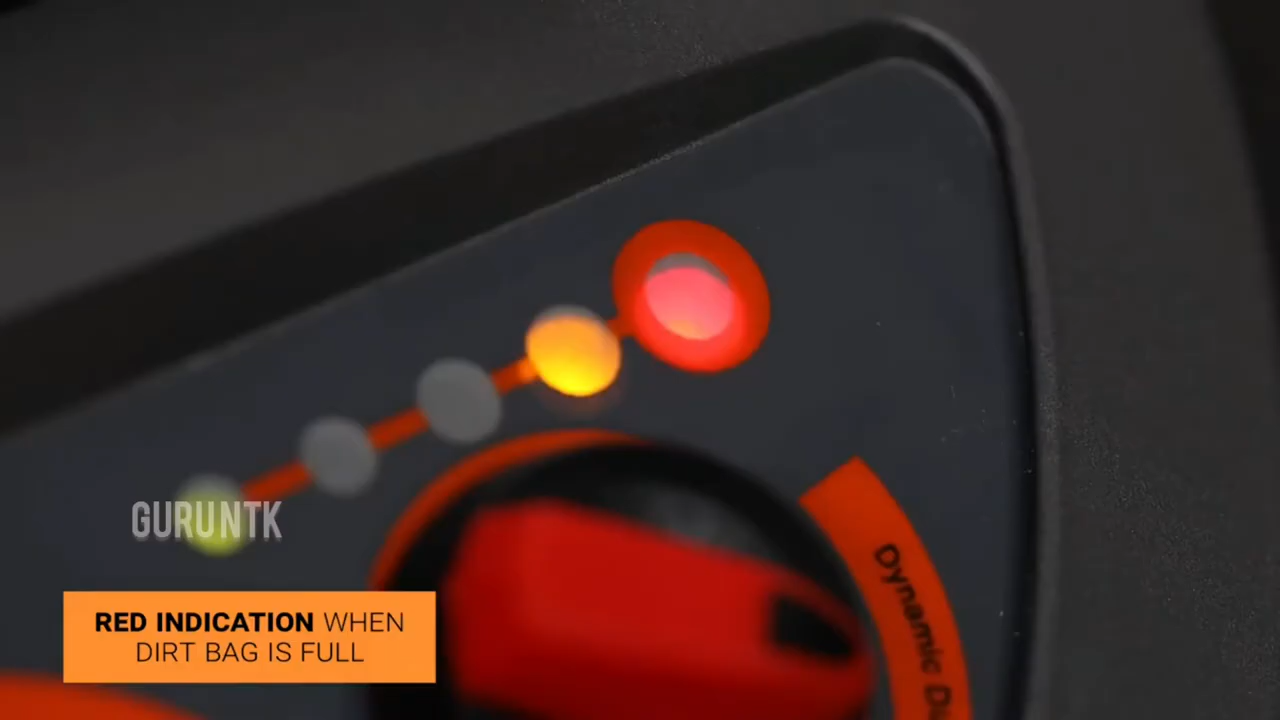 Dynamic
GURUNTK
RED INDICATION WHEN
DIRT BAG IS FULL